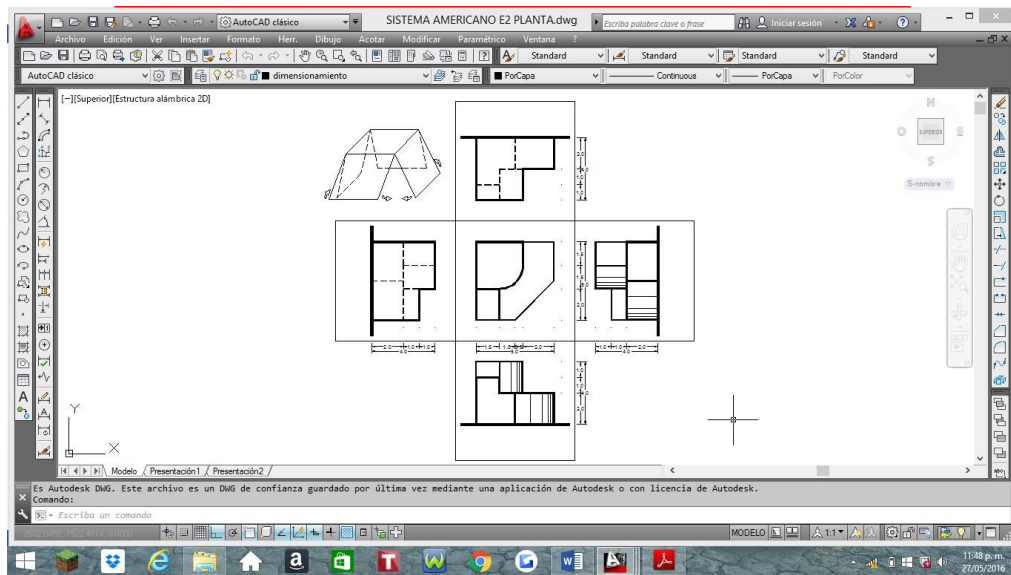 AutoCAD clásico
SISTEMA AMERICANO E2 PLANTA.dwg
Escriba palabra clave o frase
Iniciar sesión
Archivo Edición Ver Insertar Formato Herr. Dibujo Acotar Modificar Paramétrico Ventana ?
Standard Standard Standard Standard
AutoCAD clásico dimensionamiento PorCapa Continuous PorCapa PorColor
[−][Superior][Estructura alámbrica 2D]
N
O SUPERIOR E
S
S-nombre
Y
X
A
Modelo Presentación1 Presentación2
Es Autodesk DWG. Este archivo es un DWG de confianza guardado por última vez mediante una aplicación de Autodesk o con licencia de Autodesk.
Comando:
Escriba un comando
MODELO 1:1
11:48 p. m.
27/05/2016